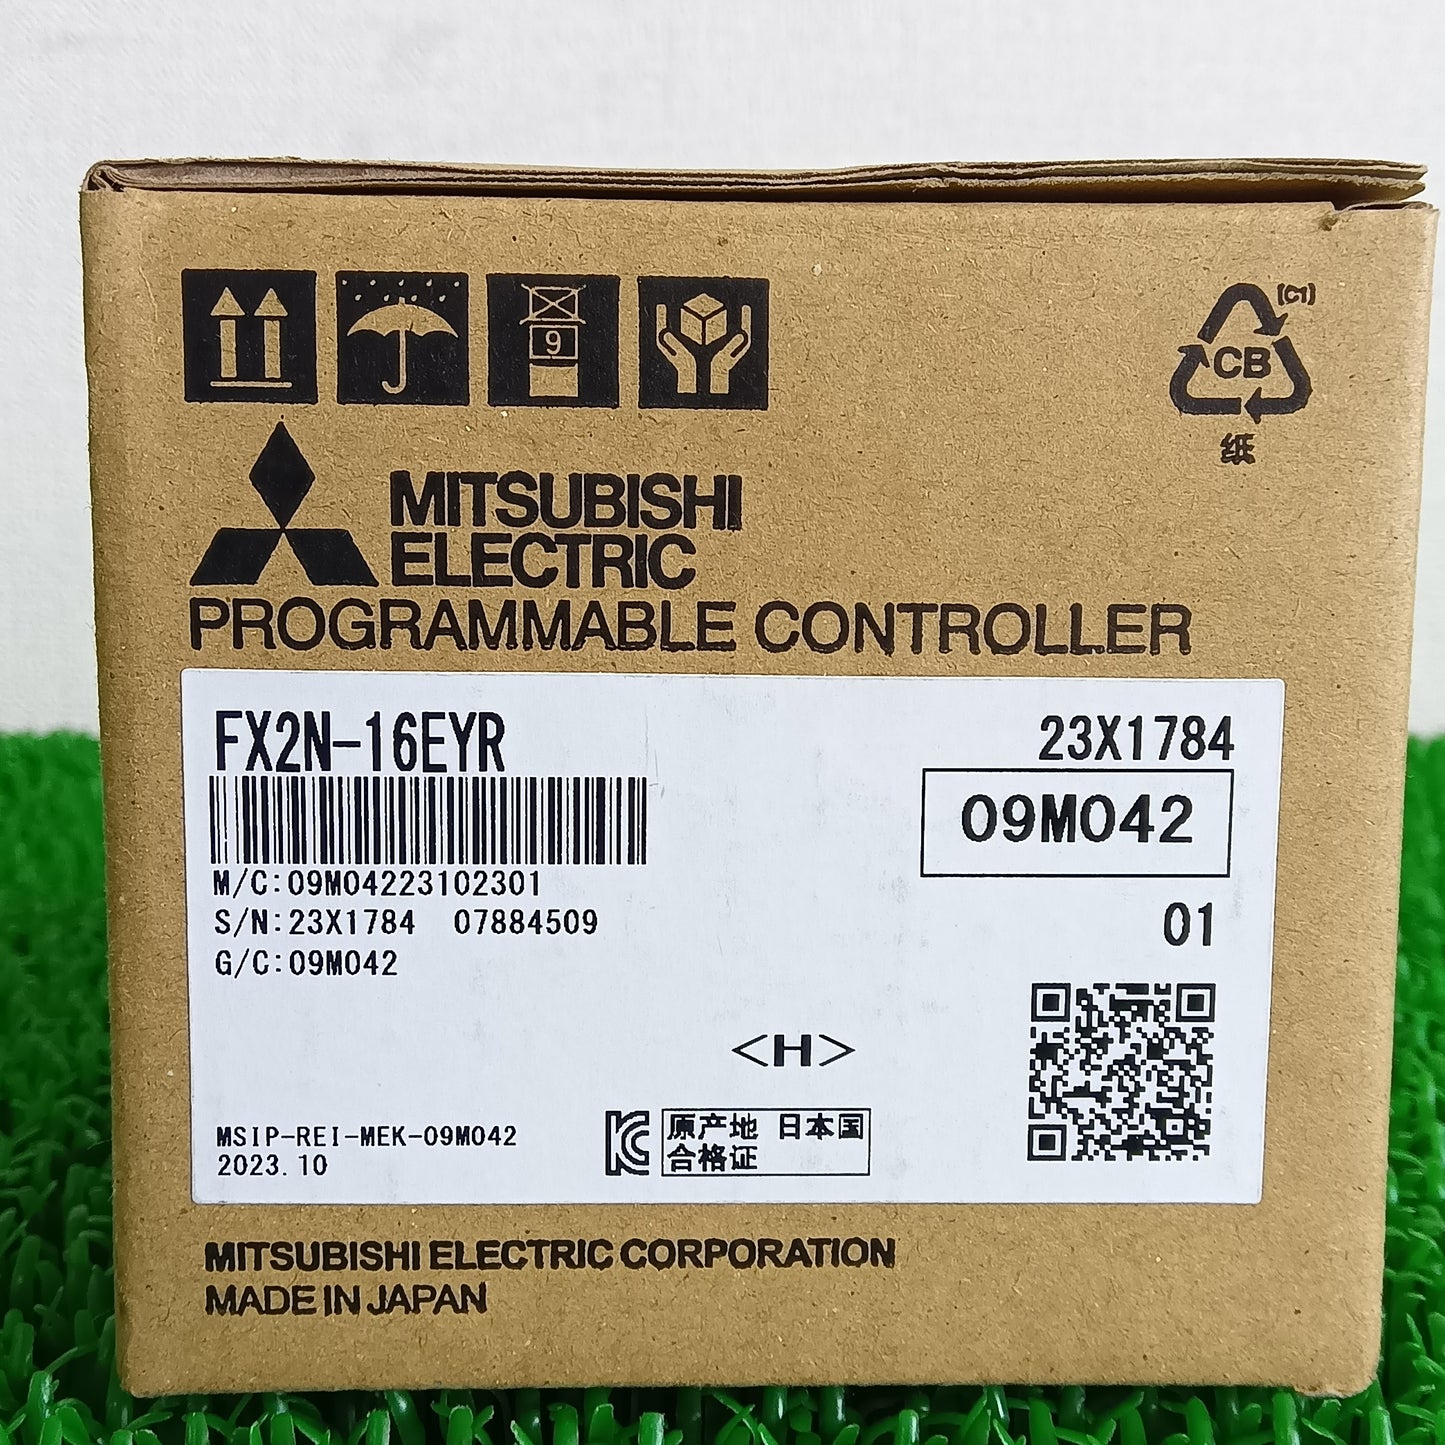 9
[C1]
CB
纸
MITSUBISHI
ELECTRIC
PROGRAMMABLE CONTROLLER
FX2N-16EYR
23X1784
09M042
M/C:09M04223102301
S/N:23X1784 07884509
G/C:09M042
01
<H>
MSIP-REI-MEK-09M042
2023.10
原产地 日本国
合格证
MITSUBISHI ELECTRIC CORPORATION
MADE IN JAPAN